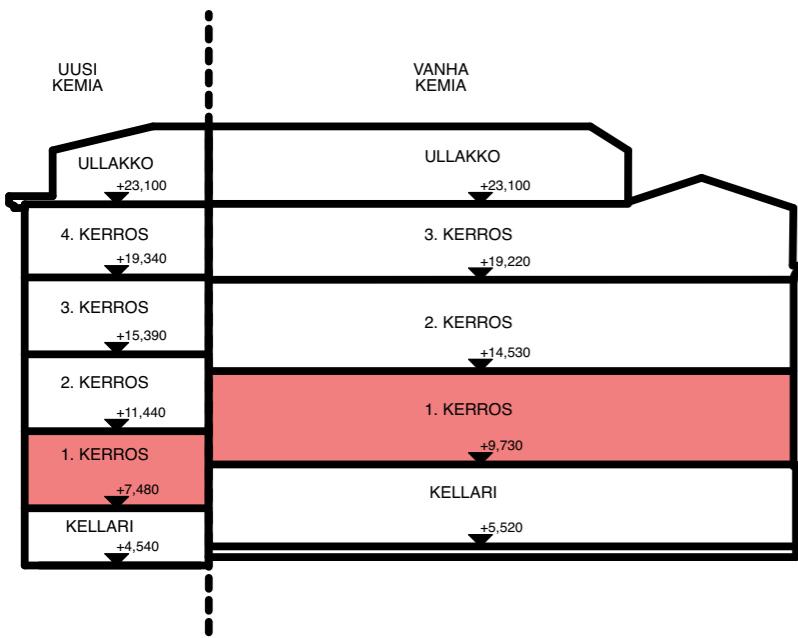 UUSI
KEMIA
VANHA
KEMIA
ULLAKKO
+23,100
ULLAKKO
+23,100
4. KERROS
+19,340
3. KERROS
+19,220
3. KERROS
+15,390
2. KERROS
+14,530
2. KERROS
+11,440
1. KERROS
+9,730
1. KERROS
+7,480
KELLARI
+5,520
KELLARI
+4,540